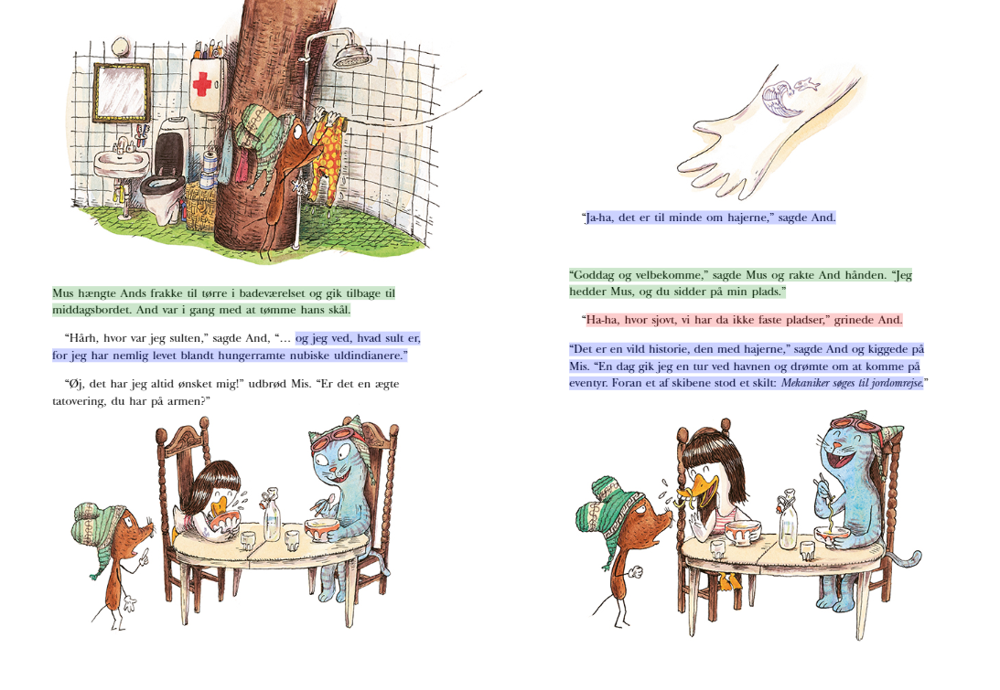 Mus hængte Ands frakke til tørre i badeværelset og gik tilbage til
middagsbordet. And var i gang med at tømme hans skål.
“Hårh, hvor var jeg sulten,” sagde And, “… og jeg ved, hvad sult er,
for jeg har nemlig levet blandt hungerramte nubiske uldindianere.”
“Øj, det har jeg altid ønsket mig!” udbrød Mis. “Er det en ægte
tatovering, du har på armen?”
“Ja-ha, det er til minde om hajerne,” sagde And.
“Goddag og velbekomme,” sagde Mus og rakte And hånden. “Jeg
hedder Mus, og du sidder på min plads.”
“Ha-ha, hvor sjovt, vi har da ikke faste pladser,” grinede And.
“Det er en vild historie, den med hajerne,” sagde And og kiggede på
Mis. “En dag gik jeg en tur ved havnen og drømte om at komme på
eventyr. Foran et af skibene stod et skilt: Mekaniker søges til jordomrejse.”